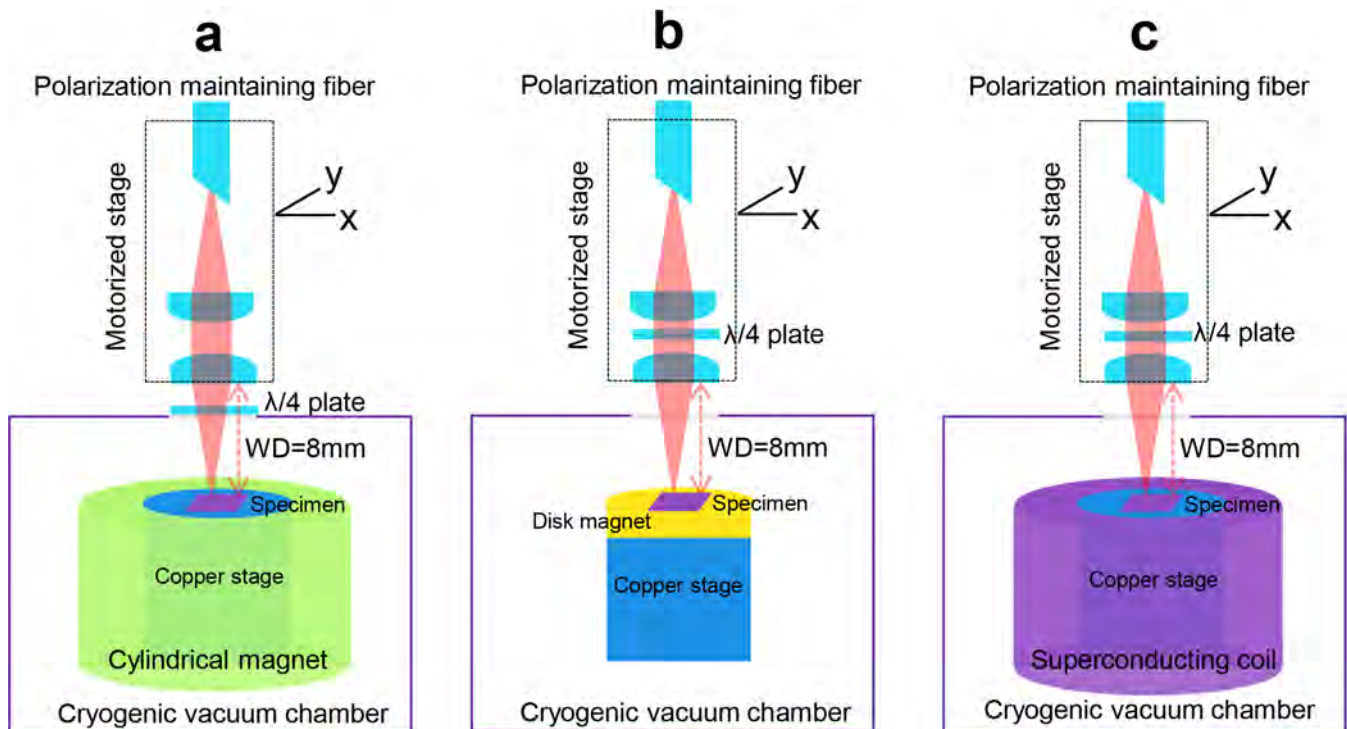 a
Polarization maintaining fiber
Motorized stage
y
x
λ/4 plate
WD=8mm
Specimen
Copper stage
Cylindrical magnet
Cryogenic vacuum chamber
b
Polarization maintaining fiber
Motorized stage
y
x
λ/4 plate
WD=8mm
Specimen
Disk magnet
Copper stage
Cryogenic vacuum chamber
c
Polarization maintaining fiber
Motorized stage
y
x
λ/4 plate
WD=8mm
Specimen
Copper stage
Superconducting coil
Cryogenic vacuum chamber